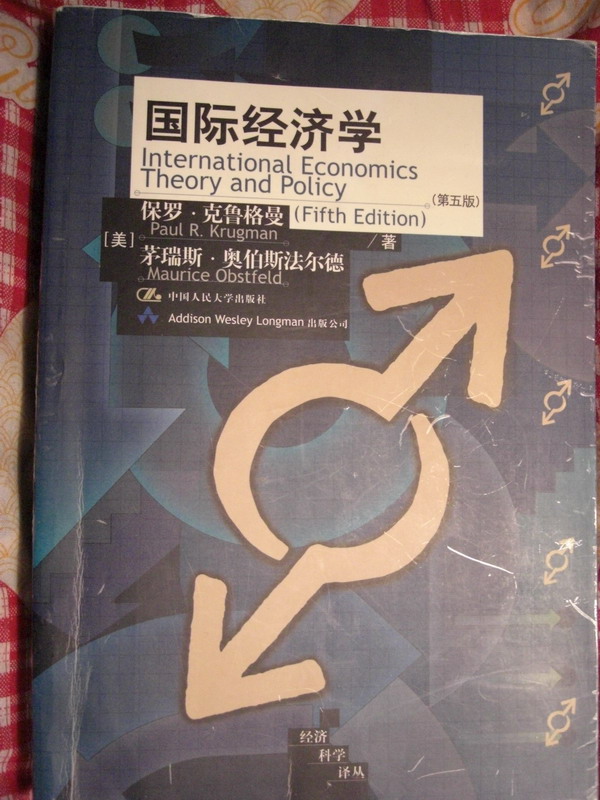 国际经济学
International Economics
Theory and Policy
(第五版)
保罗·克鲁格曼 (Fifth Edition)
Paul R. Krugman
[美] /著
茅瑞斯·奥伯斯法尔德
Maurice Obstfeld
中国人民大学出版社
Addison Wesley Longman 出版公司
经济
科学
译丛